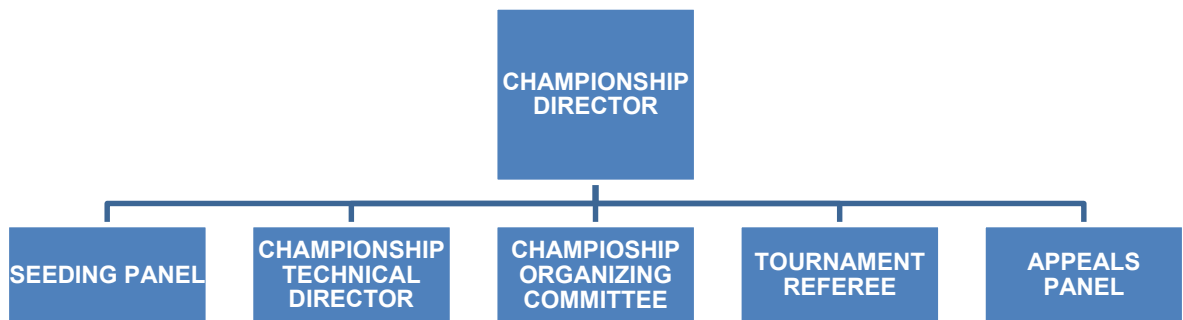 CHAMPIONSHIP
DIRECTOR
SEEDING PANEL
CHAMPIONSHIP
TECHNICAL
DIRECTOR
CHAMPIOSHIP
ORGANIZING
COMMITTEE
TOURNAMENT
REFEREE
APPEALS
PANEL